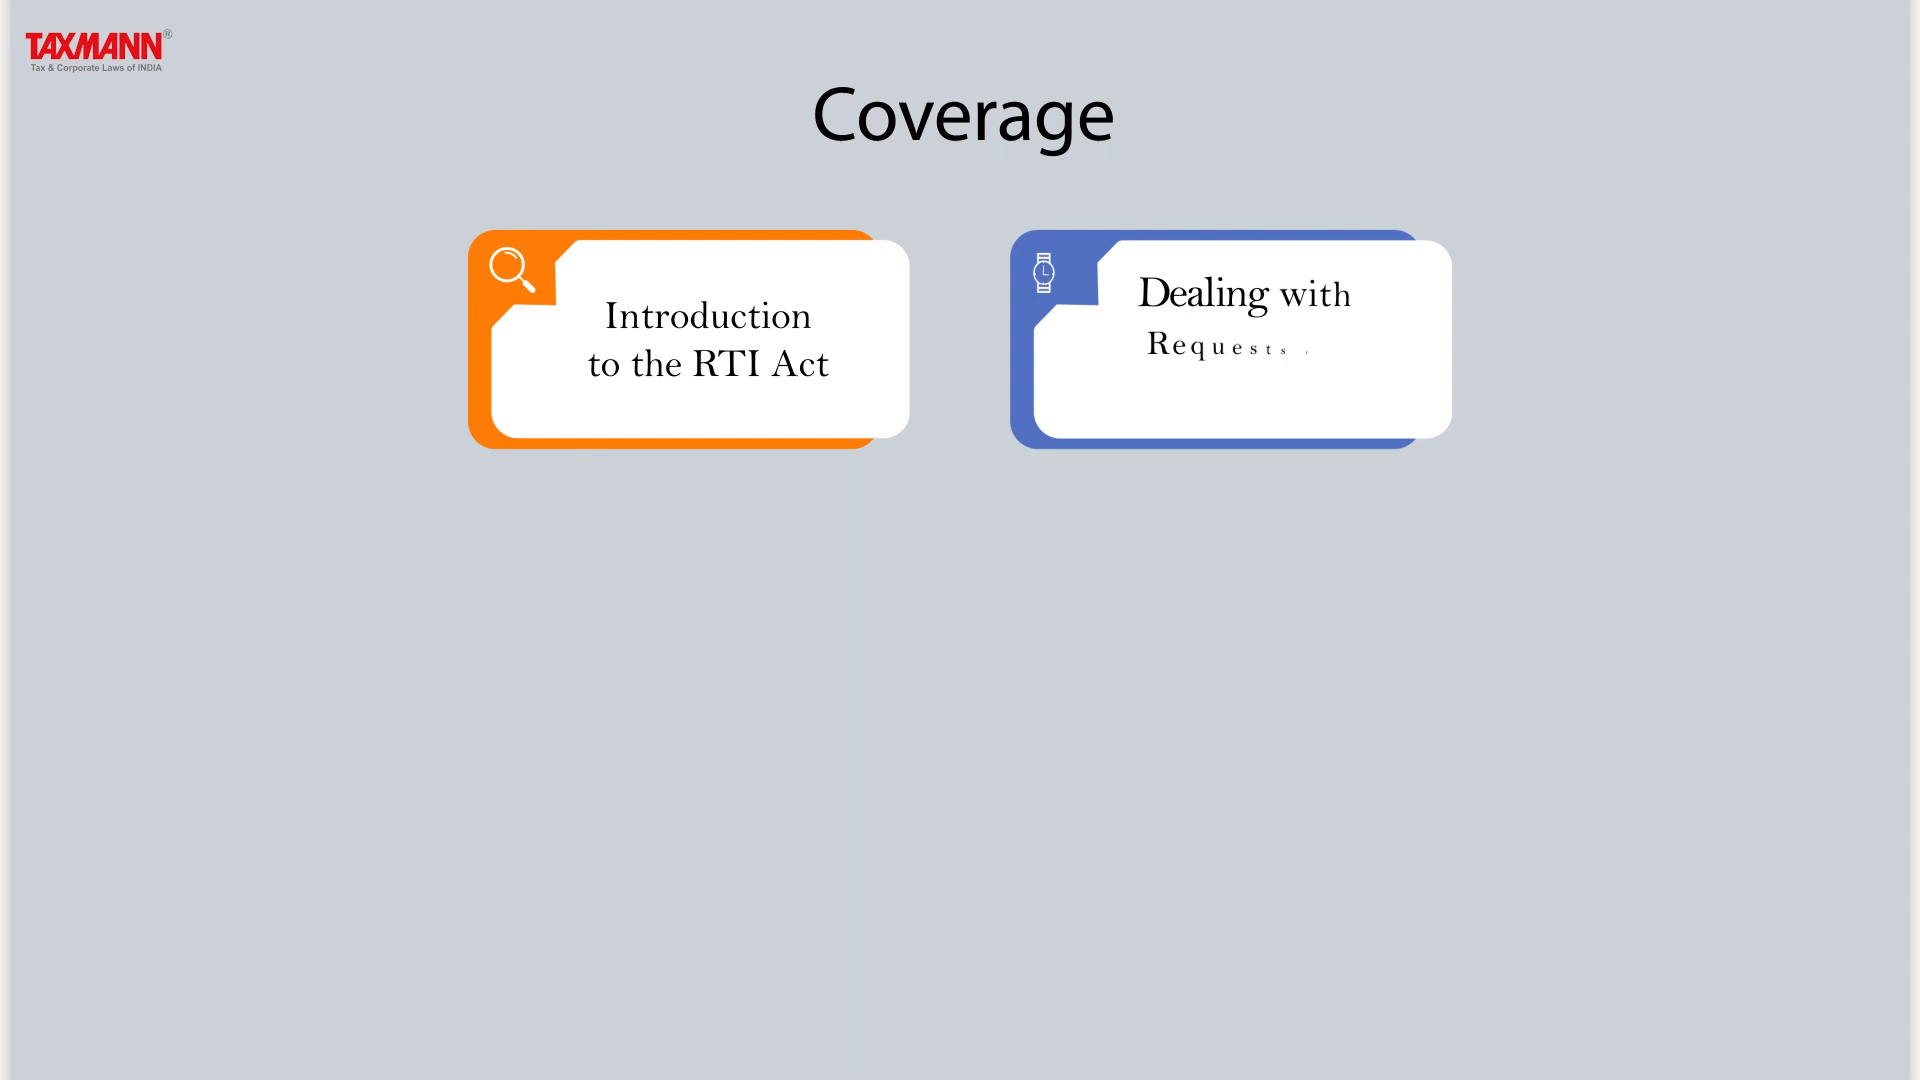 TAXMANN®
Tax & Corporate Laws of INDIA
Coverage
Introduction
to the RTI Act
Dealing with
Requests